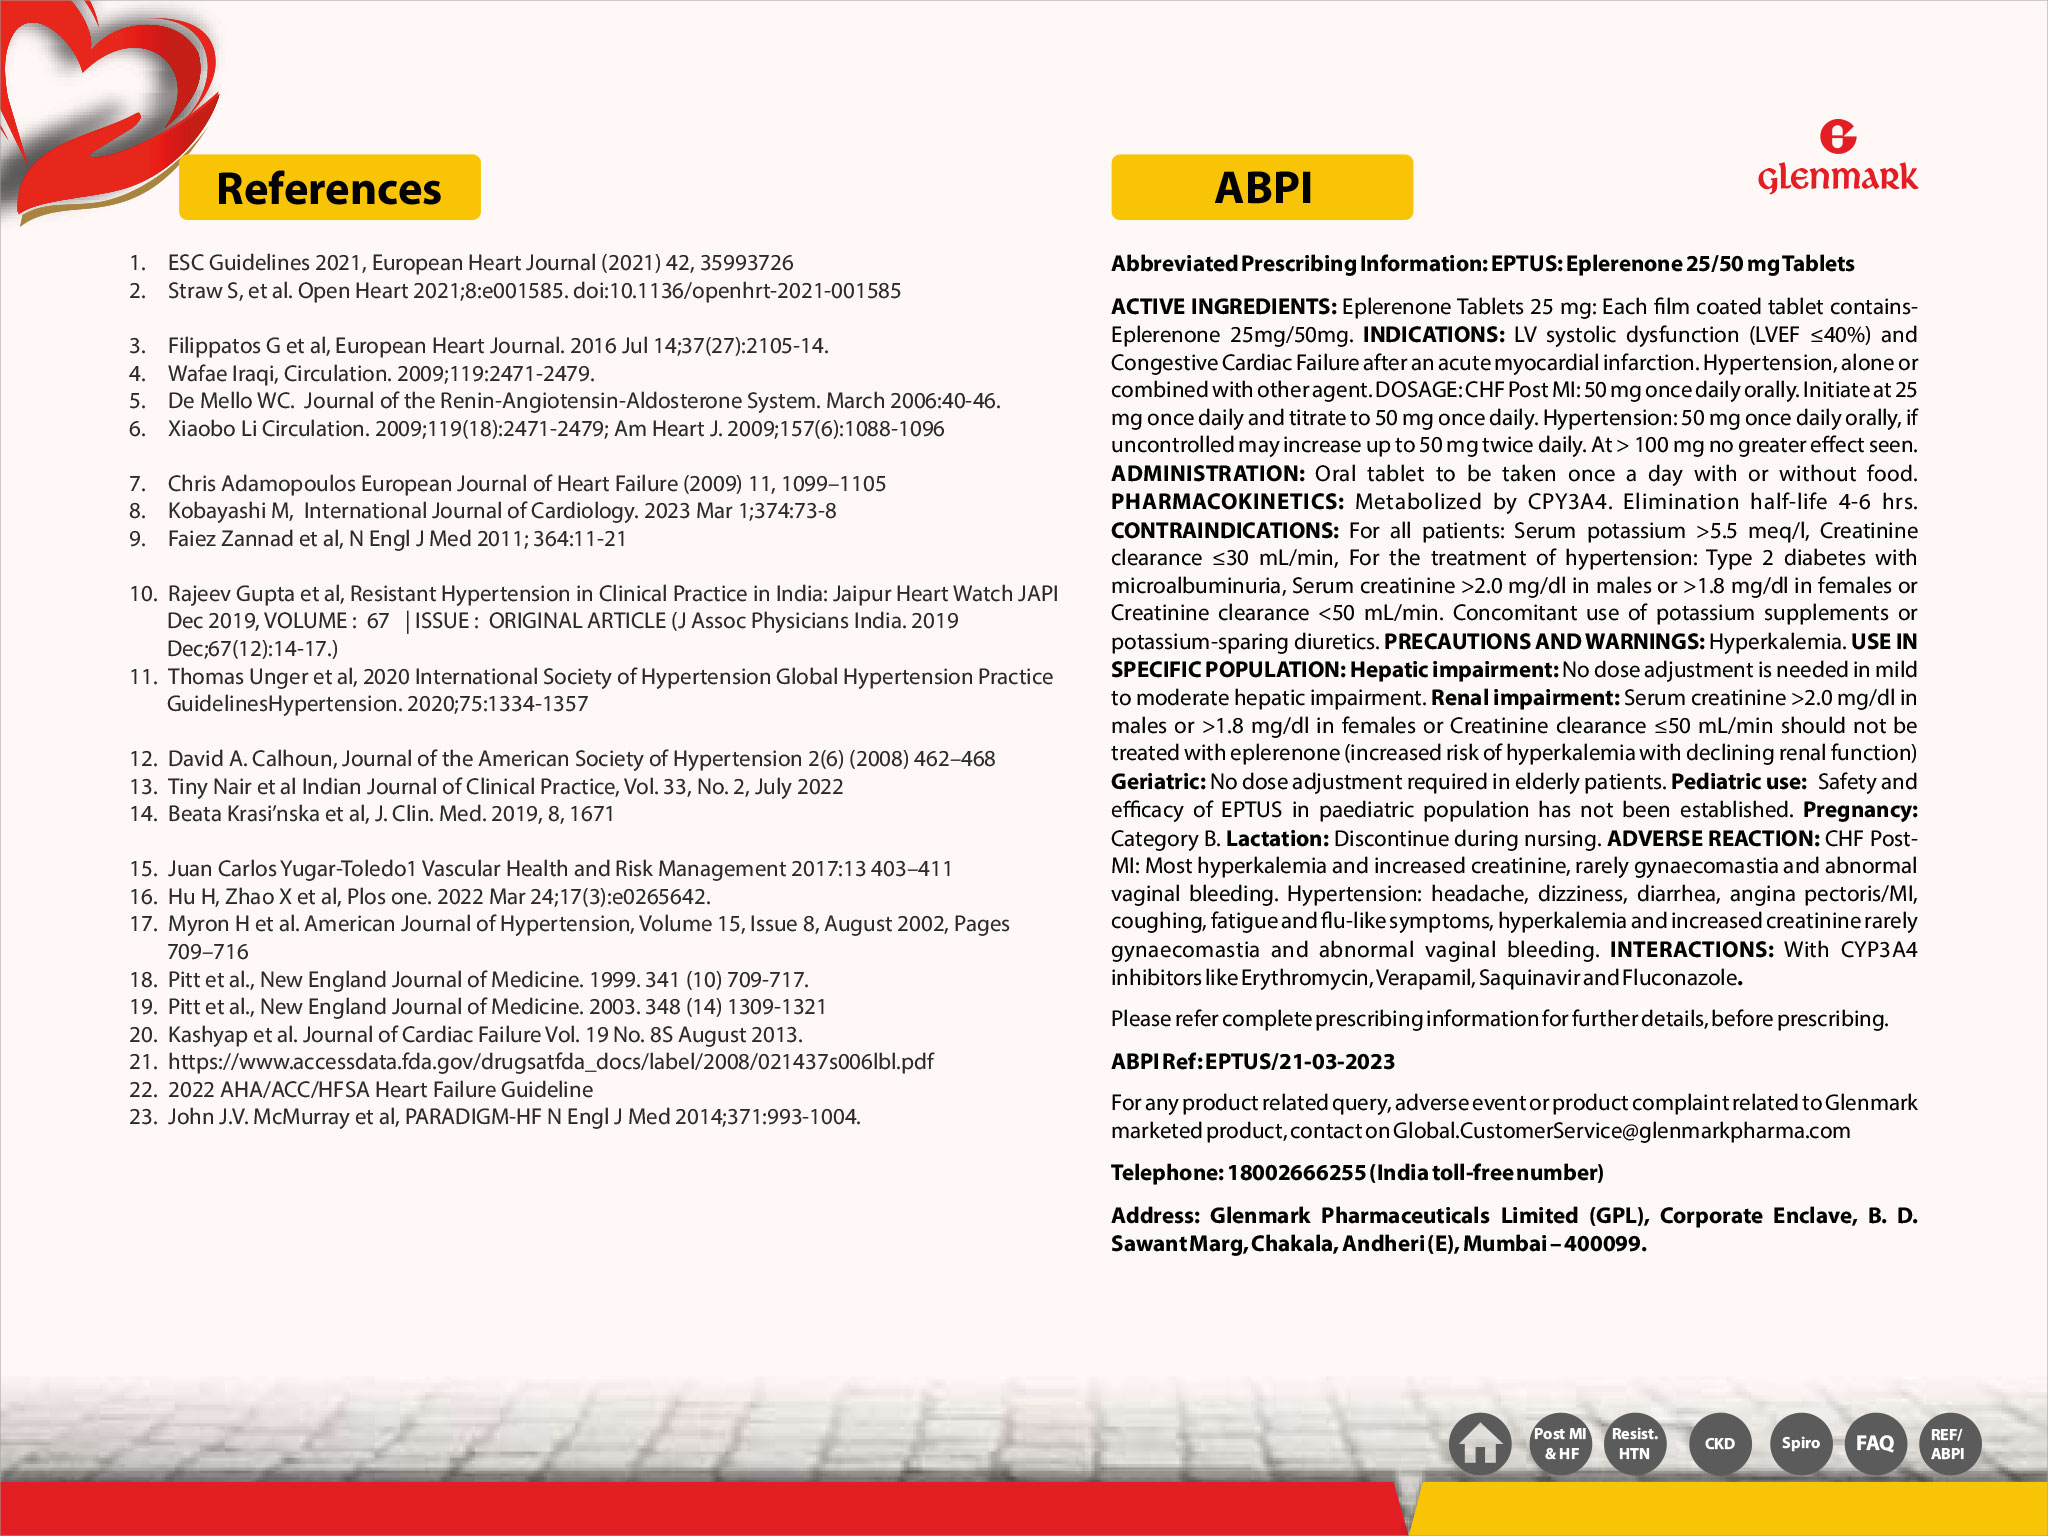 References
1. ESC Guidelines 2021, European Heart Journal (2021) 42, 35993726
2. Straw S, et al. Open Heart 2021;8:e001585. doi:10.1136/openhrt-2021-001585
3. Filippatos G et al, European Heart Journal. 2016 Jul 14;37(27):2105-14.
4. Wafae Iraqi, Circulation. 2009;119:2471-2479.
5. De Mello WC. Journal of the Renin-Angiotensin-Aldosterone System. March 2006:40-46.
6. Xiaobo Li Circulation. 2009;119(18):2471-2479; Am Heart J. 2009;157(6):1088-1096
7. Chris Adamopoulos European Journal of Heart Failure (2009) 11, 1099–1105
8. Kobayashi M, International Journal of Cardiology. 2023 Mar 1;374:73-8
9. Faiez Zannad et al, N Engl J Med 2011; 364:11-21
10. Rajeev Gupta et al, Resistant Hypertension in Clinical Practice in India: Jaipur Heart Watch JAPI
Dec 2019, VOLUME : 67 | ISSUE : ORIGINAL ARTICLE (J Assoc Physicians India. 2019
Dec;67(12):14-17.)
11. Thomas Unger et al, 2020 International Society of Hypertension Global Hypertension Practice
GuidelinesHypertension. 2020;75:1334-1357
12. David A. Calhoun, Journal of the American Society of Hypertension 2(6) (2008) 462–468
13. Tiny Nair et al Indian Journal of Clinical Practice, Vol. 33, No. 2, July 2022
14. Beata Krasi’nska et al, J. Clin. Med. 2019, 8, 1671
15. Juan Carlos Yugar-Toledo1 Vascular Health and Risk Management 2017:13 403–411
16. Hu H, Zhao X et al, Plos one. 2022 Mar 24;17(3):e0265642.
17. Myron H et al. American Journal of Hypertension, Volume 15, Issue 8, August 2002, Pages
709–716
18. Pitt et al., New England Journal of Medicine. 1999. 341 (10) 709-717.
19. Pitt et al., New England Journal of Medicine. 2003. 348 (14) 1309-1321
20. Kashyap et al. Journal of Cardiac Failure Vol. 19 No. 8S August 2013.
21. https://www.accessdata.fda.gov/drugsatfda_docs/label/2008/021437s006lbl.pdf
22. 2022 AHA/ACC/HFSA Heart Failure Guideline
23. John J.V. McMurray et al, PARADIGM-HF N Engl J Med 2014;371:993-1004.
ABPI
glenmark
Abbreviated Prescribing Information: EPTUS: Eplerenone 25/50 mg Tablets
ACTIVE INGREDIENTS: Eplerenone Tablets 25 mg: Each film coated tablet contains-
Eplerenone 25mg/50mg. INDICATIONS: LV systolic dysfunction (LVEF ≤40%) and
Congestive Cardiac Failure after an acute myocardial infarction. Hypertension, alone or
combined with other agent. DOSAGE: CHF Post MI: 50 mg once daily orally. Initiate at 25
mg once daily and titrate to 50 mg once daily. Hypertension: 50 mg once daily orally, if
uncontrolled may increase up to 50 mg twice daily. At > 100 mg no greater effect seen.
ADMINISTRATION: Oral tablet to be taken once a day with or without food.
PHARMACOKINETICS: Metabolized by CPY3A4. Elimination half-life 4-6 hrs.
CONTRAINDICATIONS: For all patients: Serum potassium >5.5 meq/l, Creatinine
clearance ≤30 mL/min, For the treatment of hypertension: Type 2 diabetes with
microalbuminuria, Serum creatinine >2.0 mg/dl in males or >1.8 mg/dl in females or
Creatinine clearance <50 mL/min. Concomitant use of potassium supplements or
potassium-sparing diuretics. PRECAUTIONS AND WARNINGS: Hyperkalemia. USE IN
SPECIFIC POPULATION: Hepatic impairment: No dose adjustment is needed in mild
to moderate hepatic impairment. Renal impairment: Serum creatinine >2.0 mg/dl in
males or >1.8 mg/dl in females or Creatinine clearance ≤50 mL/min should not be
treated with eplerenone (increased risk of hyperkalemia with declining renal function)
Geriatric: No dose adjustment required in elderly patients. Pediatric use: Safety and
efficacy of EPTUS in paediatric population has not been established. Pregnancy:
Category B. Lactation: Discontinue during nursing. ADVERSE REACTION: CHF Post-
MI: Most hyperkalemia and increased creatinine, rarely gynaecomastia and abnormal
vaginal bleeding. Hypertension: headache, dizziness, diarrhea, angina pectoris/MI,
coughing, fatigue and flu-like symptoms, hyperkalemia and increased creatinine rarely
gynaecomastia and abnormal vaginal bleeding. INTERACTIONS: With CYP3A4
inhibitors like Erythromycin, Verapamil, Saquinavir and Fluconazole.
Please refer complete prescribing information for further details, before prescribing.
ABPI Ref: EPTUS/21-03-2023
For any product related query, adverse event or product complaint related to Glenmark
marketed product, contact on Global.CustomerService@glenmarkpharma.com
Telephone: 18002666255 (India toll-free number)
Address: Glenmark Pharmaceuticals Limited (GPL), Corporate Enclave, B. D.
Sawant Marg, Chakala, Andheri (E), Mumbai – 400099.
Post MI
& HF
Resist.
HTN
CKD
Spiro
FAQ
REF/
ABPI